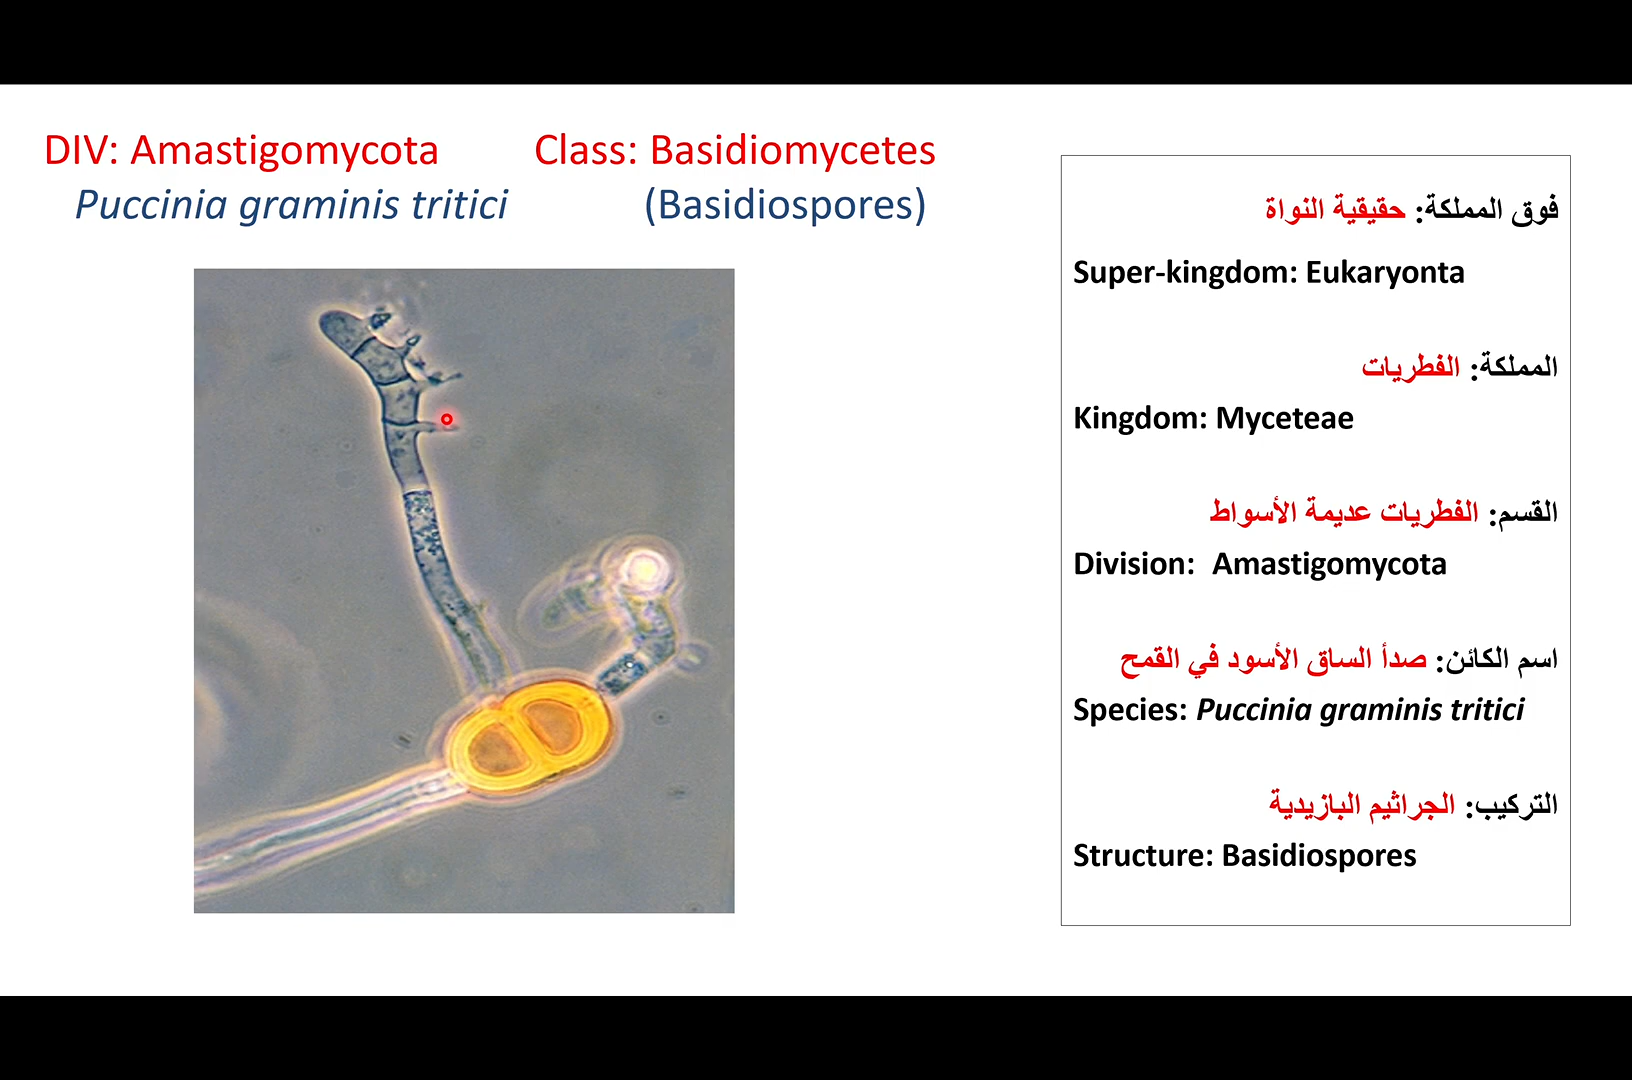 DIV: Amastigomycota Class: Basidiomycetes
Puccinia graminis tritici (Basidiospores)
فوق المملكة: حقيقية النواة
Super-kingdom: Eukaryonta
المملكة: الفطريات
Kingdom: Myceteae
القسم: الفطريات عديمة الأسواط
Division: Amastigomycota
اسم الكائن: صدأ الساق الأسود في القمح
Species: Puccinia graminis tritici
التركيب: الجراثيم البازيدية
Structure: Basidiospores